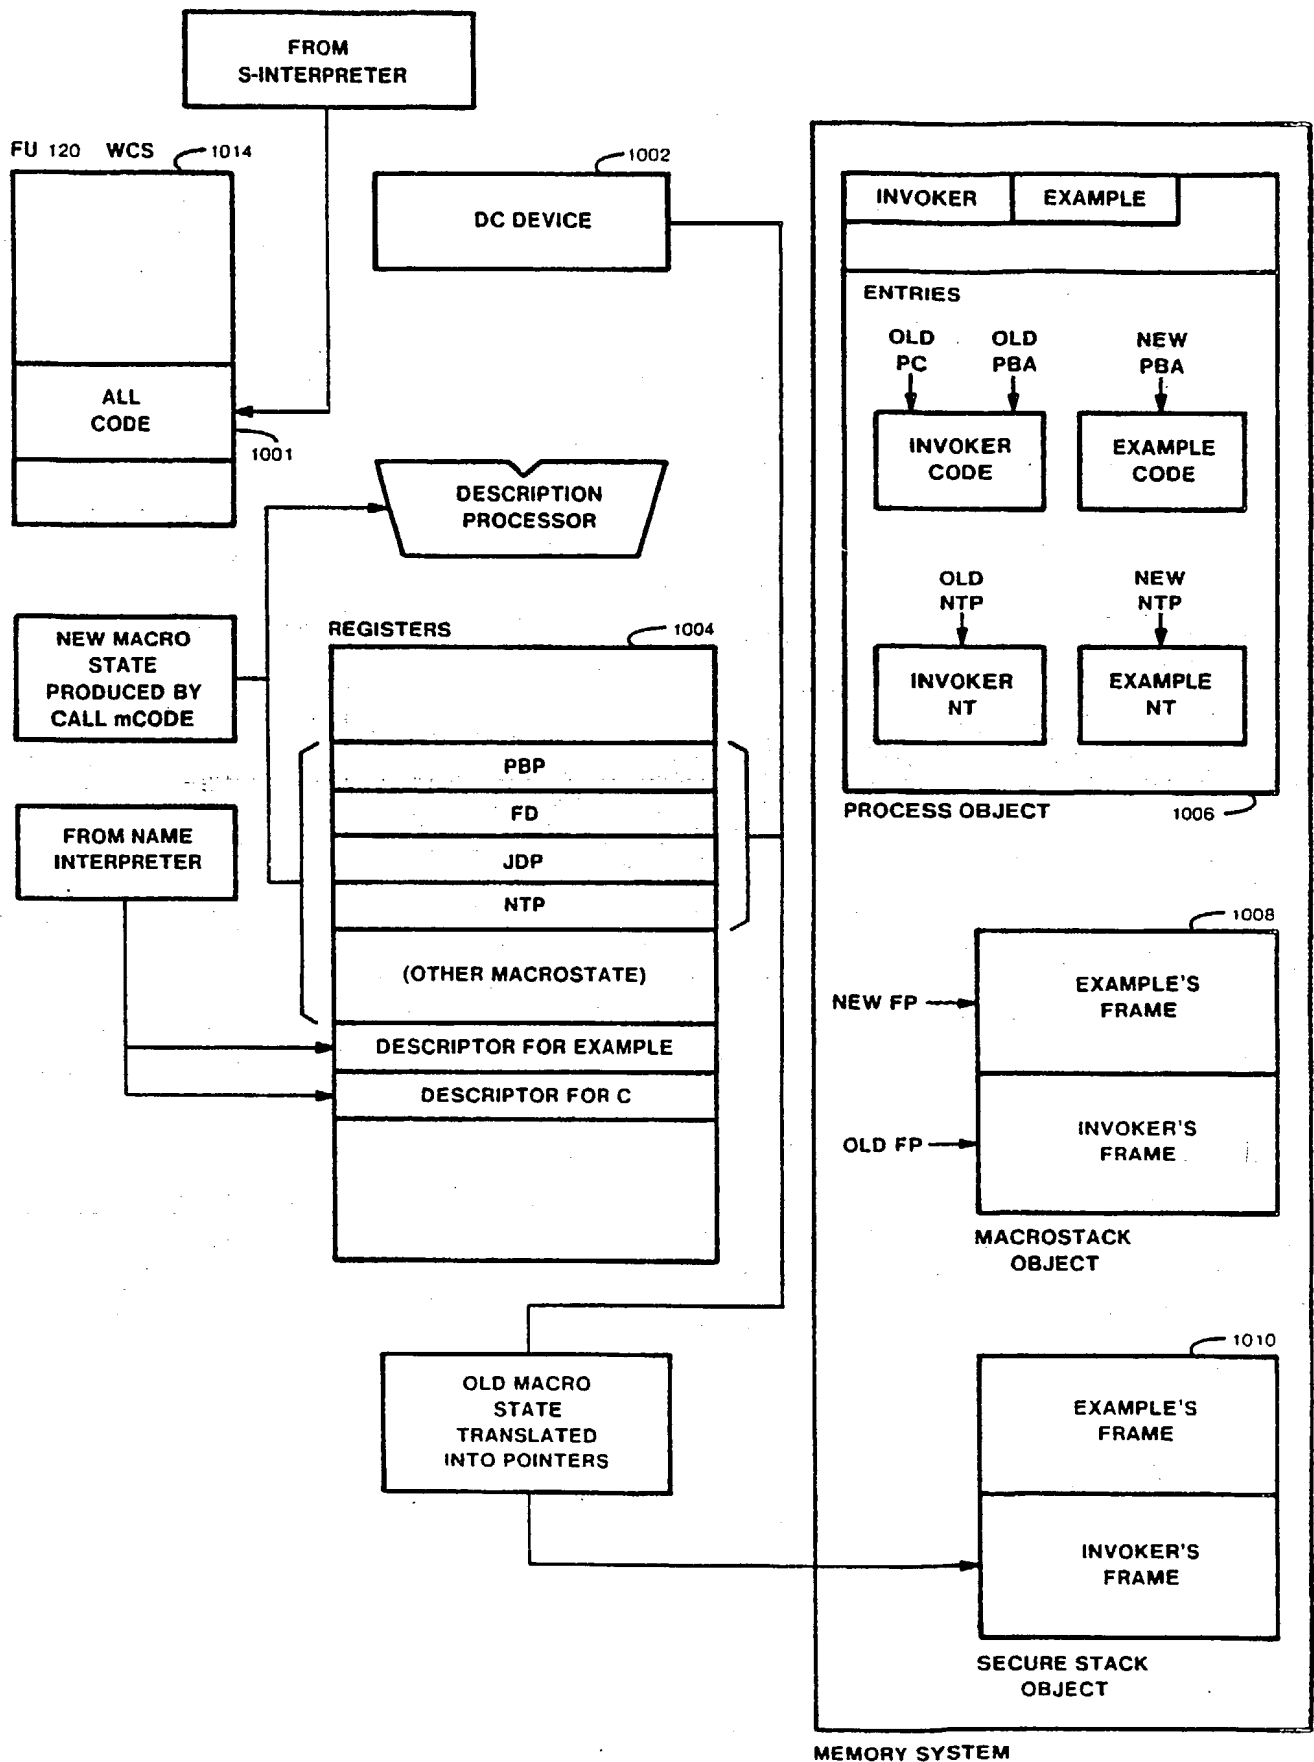 FROM
S-INTERPRETER
FU 120 WCS
1014
ALL
CODE
1001
1002
DC DEVICE
DESCRIPTION
PROCESSOR
NEW MACRO
STATE
PRODUCED BY
CALL mCODE
FROM NAME
INTERPRETER
REGISTERS
1004
PBP
FD
JDP
NTP
(OTHER MACROSTATE)
DESCRIPTOR FOR EXAMPLE
DESCRIPTOR FOR C
OLD MACRO
STATE
TRANSLATED
INTO POINTERS
INVOKER
EXAMPLE
ENTRIES
OLD
PC
OLD
PBA
NEW
PBA
INVOKER
CODE
EXAMPLE
CODE
OLD
NTP
NEW
NTP
INVOKER
NT
EXAMPLE
NT
PROCESS OBJECT
1006
1008
NEW FP
EXAMPLE'S
FRAME
OLD FP
INVOKER'S
FRAME
MACROSTACK
OBJECT
1010
EXAMPLE'S
FRAME
INVOKER'S
FRAME
SECURE STACK
OBJECT
MEMORY SYSTEM